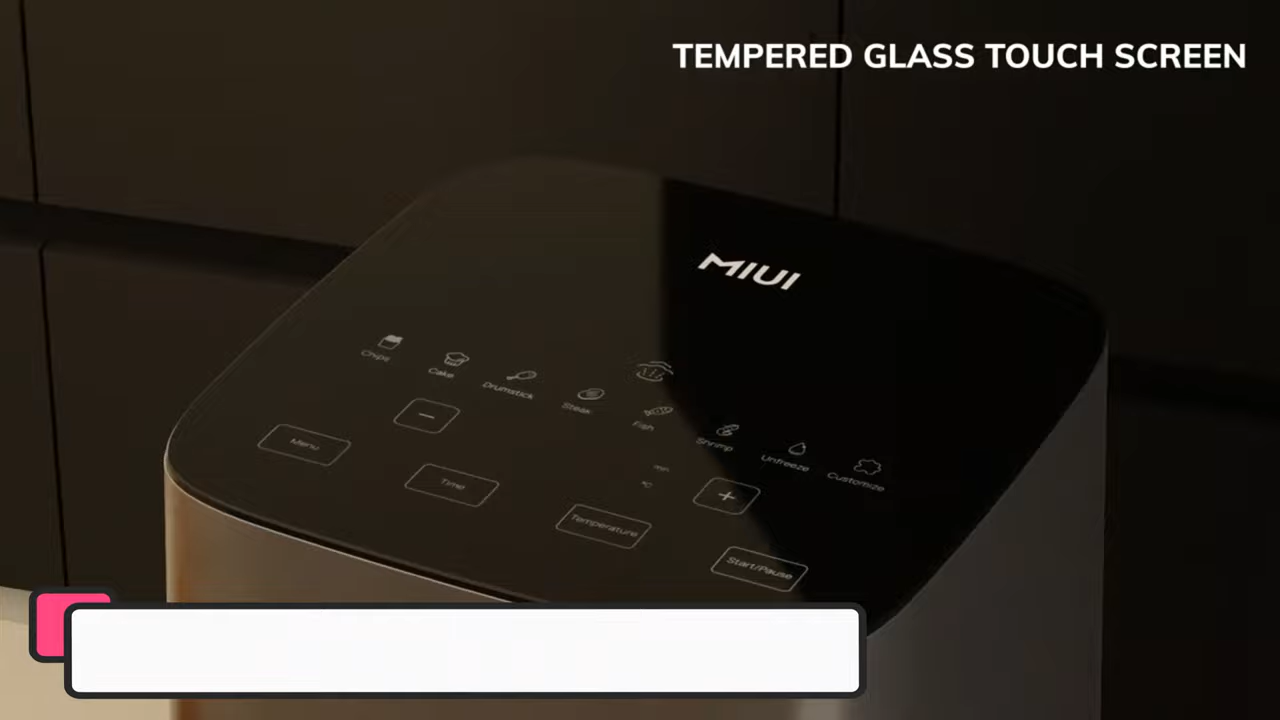 TEMPERED GLASS TOUCH SCREEN
MIUI
Chips
Cake
Drumstick
Steak
Fish
Shrimp
Unfreeze
Customize
Menu
Time
Temperature
Start/Pause
−
+
°C